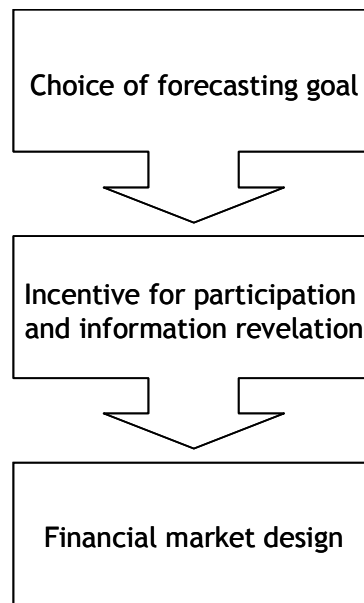 Choice of forecasting goal
Incentive for participation
and information revelation
Financial market design